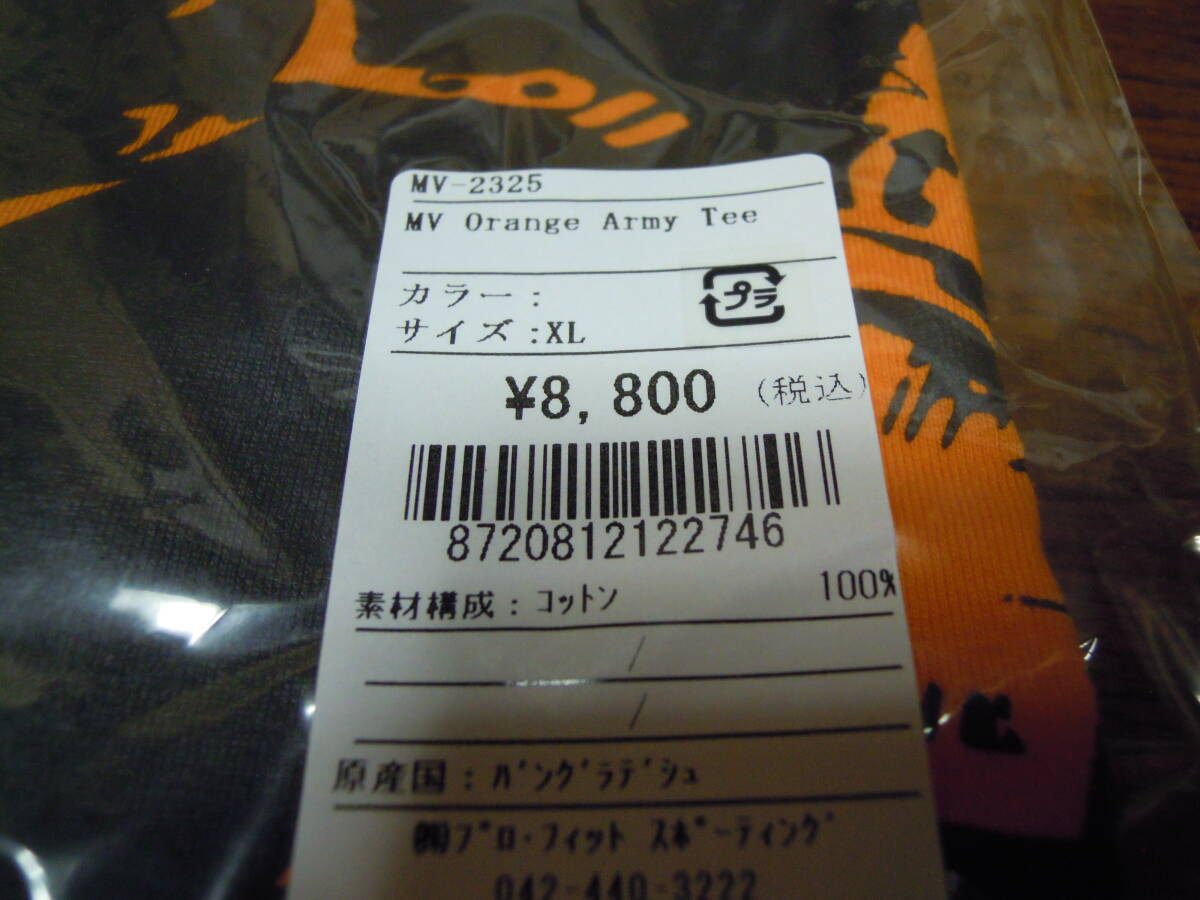 MV-2325
MV Orange Army Tee
カラー:
プラ
サイズ:XL
¥8,800 (税込)
8720812122746
素材構成:コットン 100%
/
/
原産国:バングラデシュ
㈱プロ・フィット スポーティング
042-440-3222